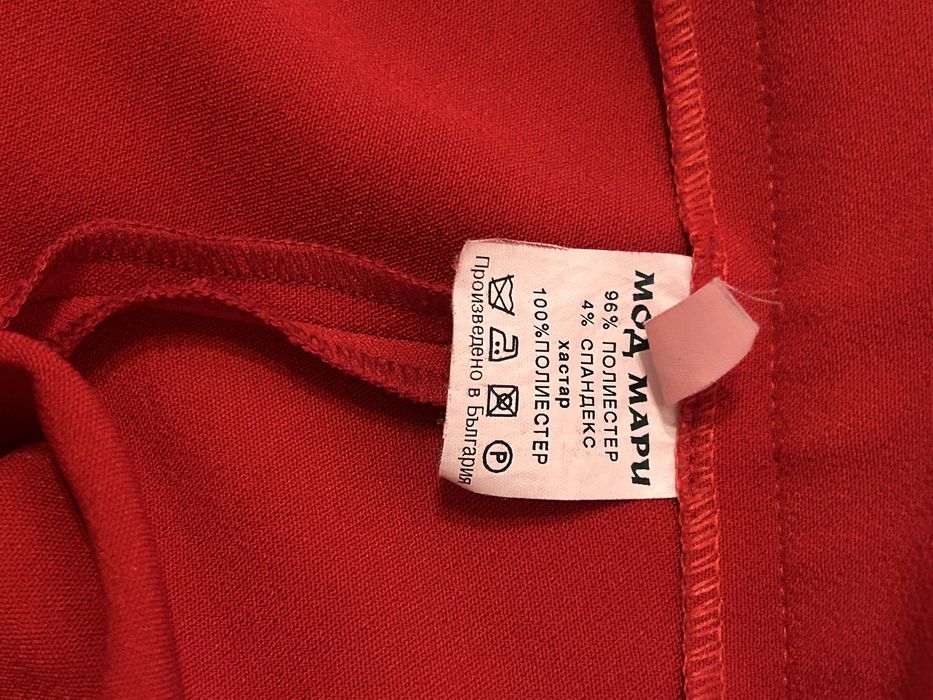 МОД МАРИ
96% ПОЛИЕСТЕР
4% СПАНДЕКС
хастар
100%ПОЛИЕСТЕР
P
Произведено в България